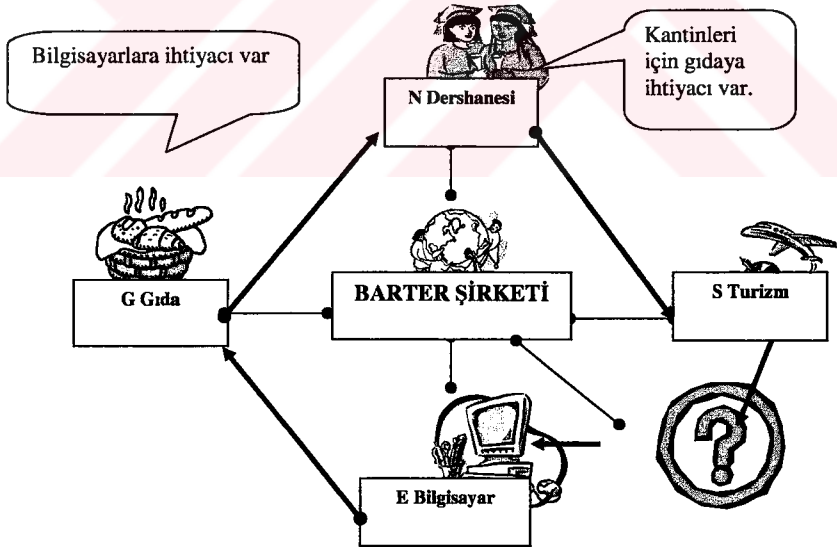 Bilgisayarlara ihtiyacı var
Kantinleri
için gıdaya
ihtiyacı var.
N Dershanesi
G Gıda
BARTER ŞİRKETİ
S Turizm
?
E Bilgisayar